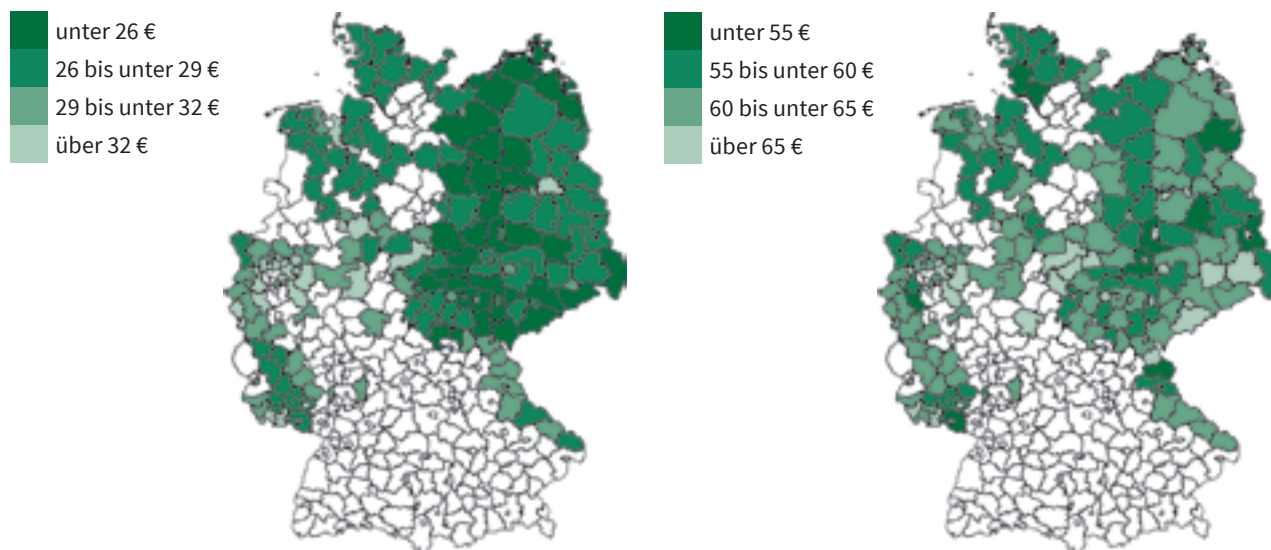 unter 26 €
26 bis unter 29 €
29 bis unter 32 €
über 32 €
unter 55 €
55 bis unter 60 €
60 bis unter 65 €
über 65 €